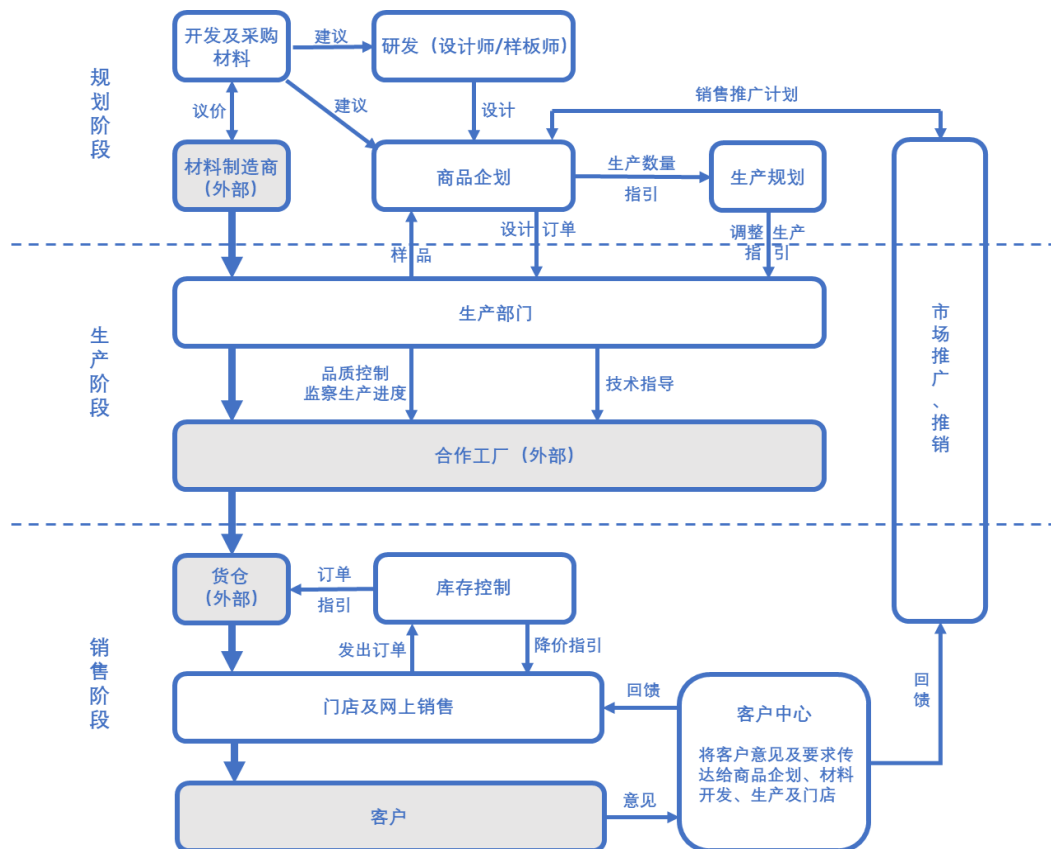 规划阶段
开发及采购
材料
建议
研发（设计师/样板师）
议价
建议
设计
销售推广计划
材料制造商
（外部）
商品企划
生产数量
指引
生产规划
样品
设计 订单
调整 生产
指 引
生产阶段
生产部门
品质控制
监察生产进度
技术指导
合作工厂（外部）
市场推广、推销
销售阶段
货仓
（外部）
订单
指引
库存控制
发出订单
降价指引
门店及网上销售
回馈
客户中心
将客户意见及要求传
达给商品企划、材料
开发、生产及门店
回馈
客户
意见